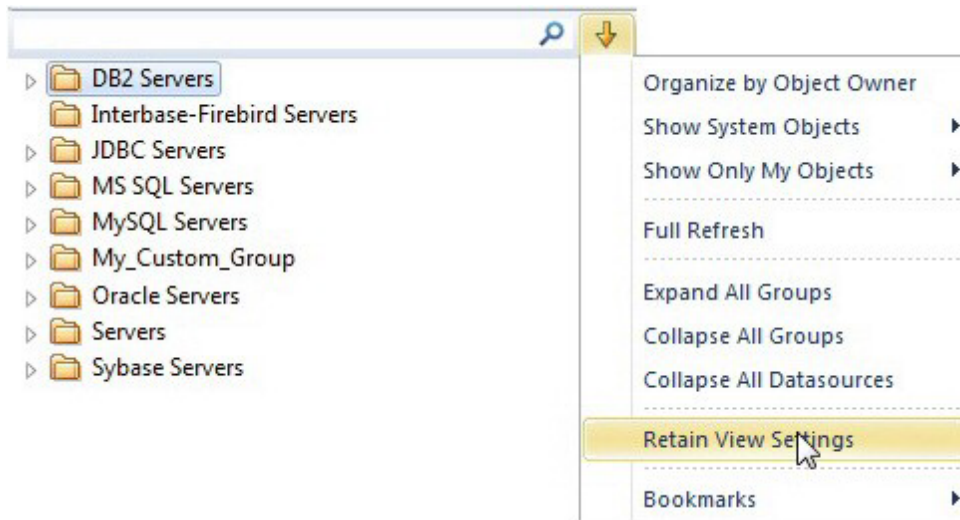 DB2 Servers
Interbase-Firebird Servers
JDBC Servers
MS SQL Servers
MySQL Servers
My_Custom_Group
Oracle Servers
Servers
Sybase Servers
Organize by Object Owner
Show System Objects
Show Only My Objects
Full Refresh
Expand All Groups
Collapse All Groups
Collapse All Datasources
Retain View Settings
Bookmarks